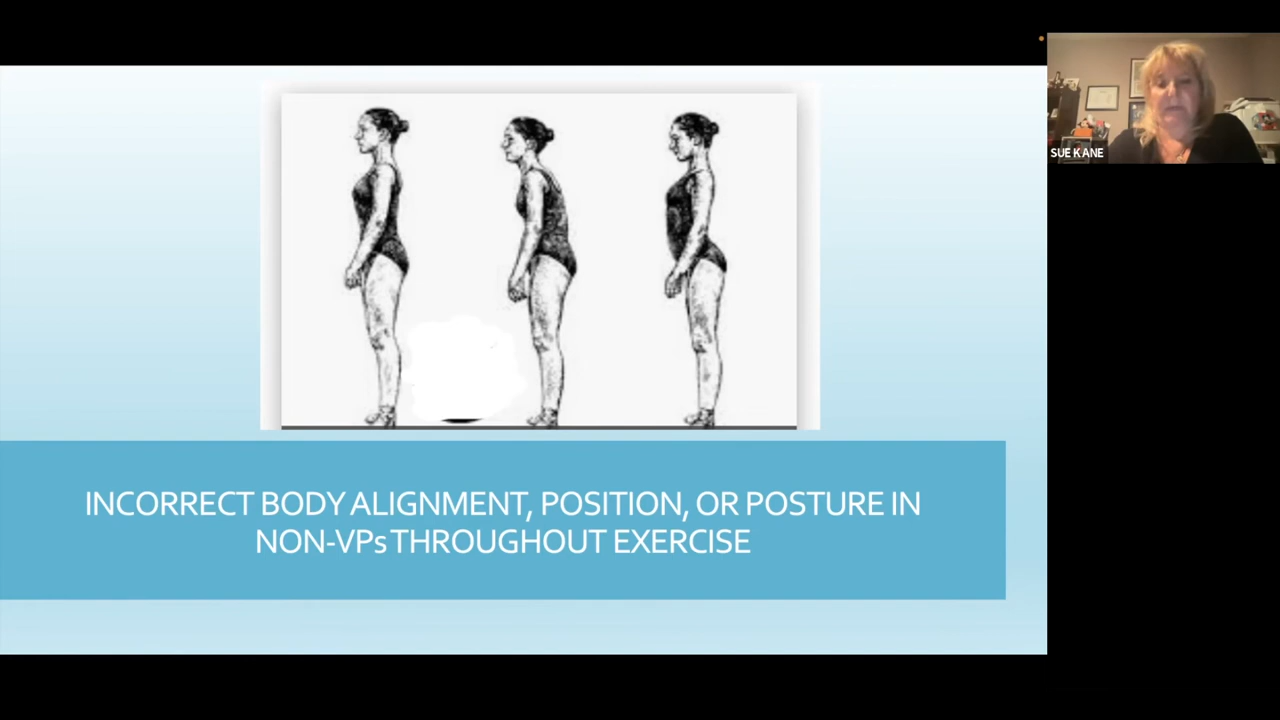 SUE KANE
INCORRECT BODY ALIGNMENT, POSITION, OR POSTURE IN
NON-VPs THROUGHOUT EXERCISE